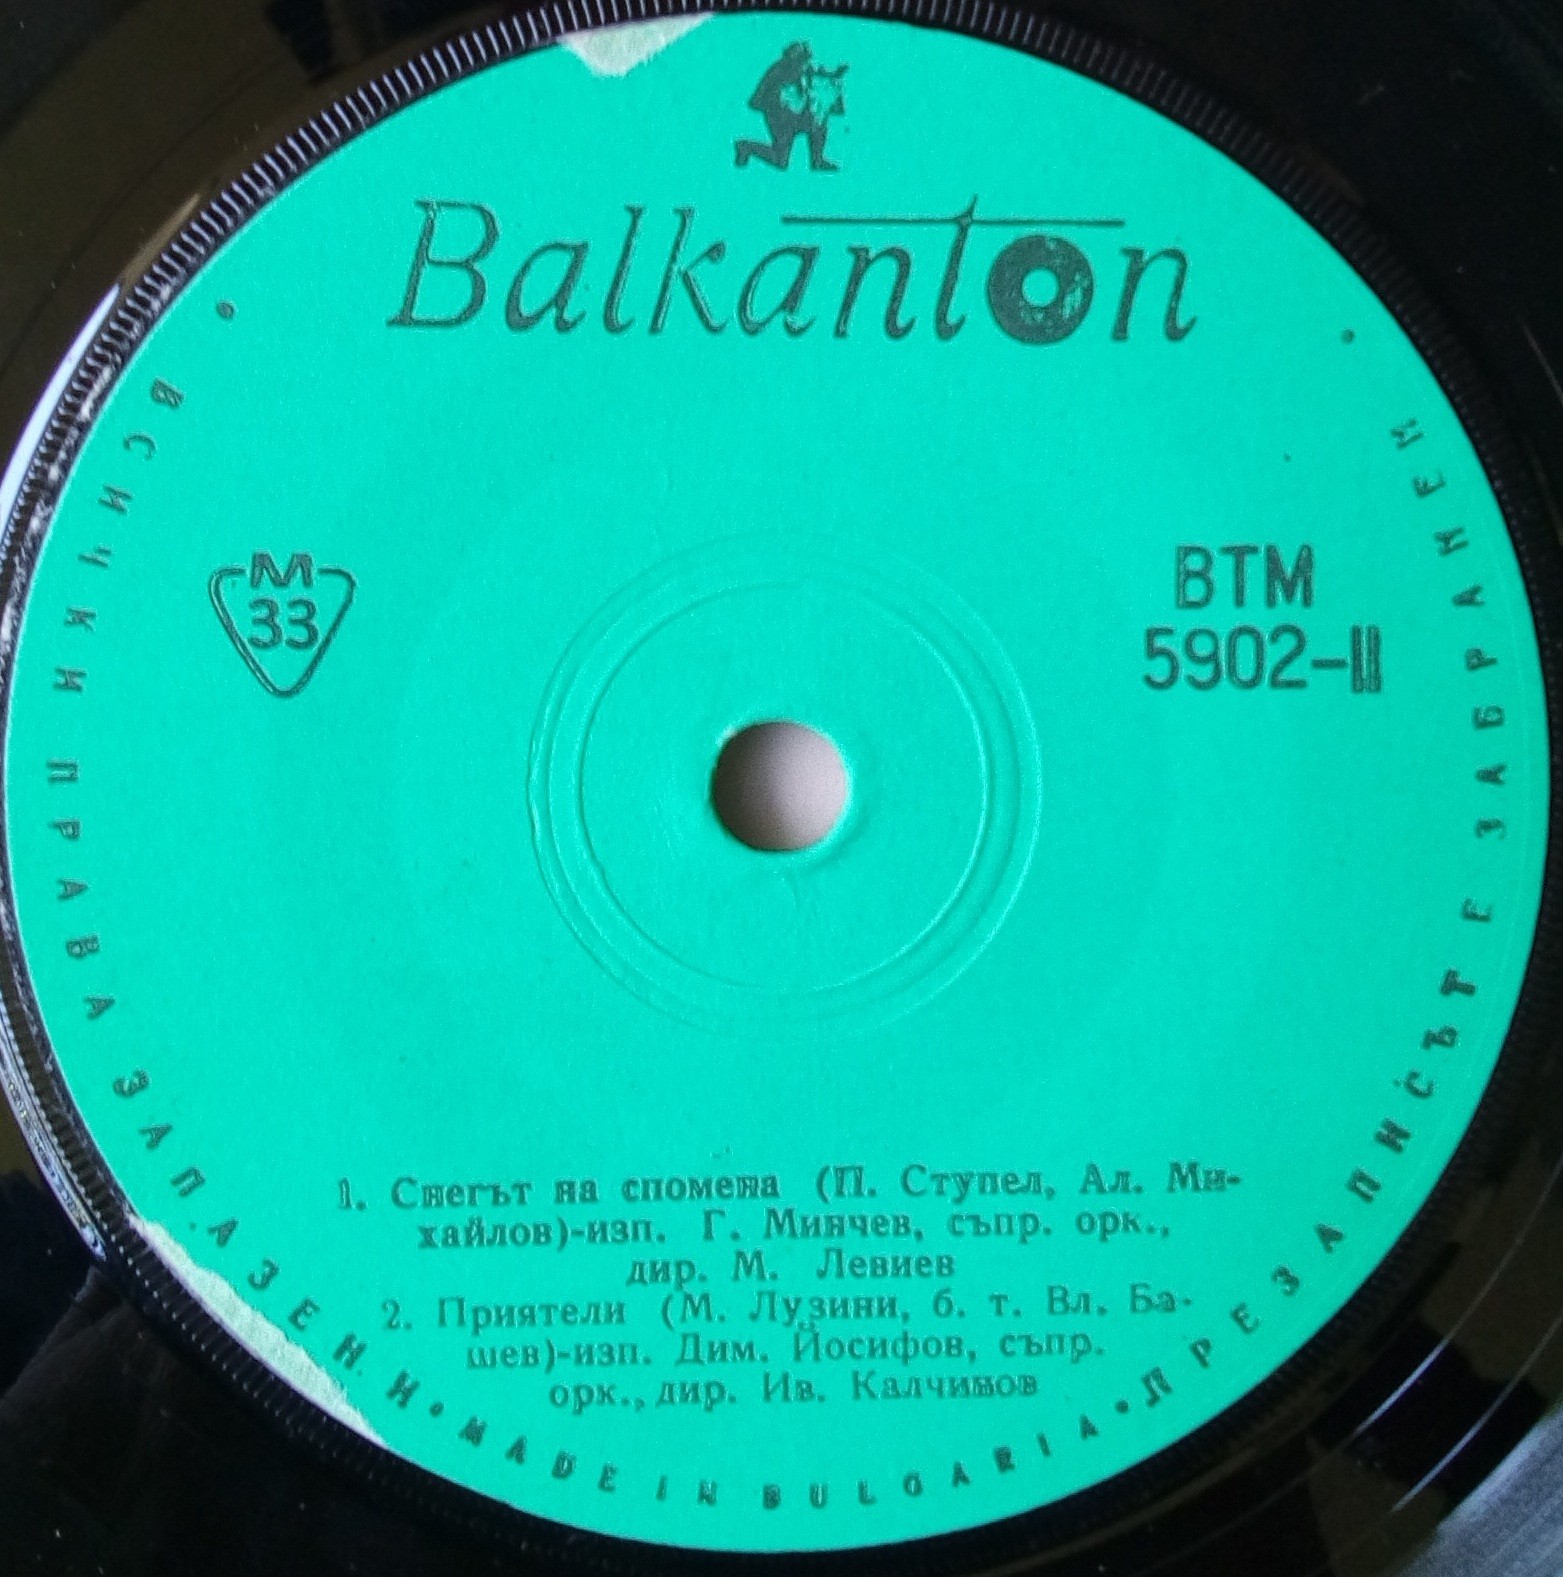 Balkanton
M
33
ВТМ
5902-II
1. Снегът на спомена (П. Ступел, Ал. Ми-
хайлов)-изп. Г. Минчев, съпр. орк.,
дир. М. Левиев
2. Приятели (М. Лузини, б. т. Вл. Ба-
шев)-изп. Дим. Йосифов, съпр.
орк., дир. Ив. Калчинов
• ВСИЧКИ ПРАВА ЗАПАЗЕНИ • MADE IN BULGARIA • ПРЕЗАПИСЪТ Е ЗАБРАНЕН •